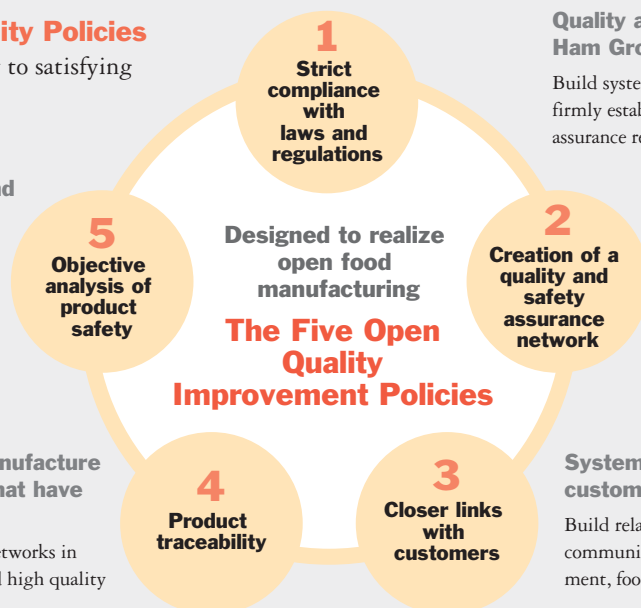 ity Policies
to satisfying
Quality a
Ham Gro
Build syste
firmly estab
assurance re
1
Strict
compliance
with
laws and
regulations
2
Creation of a
quality and
safety
assurance
network
3
Closer links
with
customers
4
Product
traceability
5
Objective
analysis of
product
safety
Designed to realize
open food
manufacturing
The Five Open
Quality
Improvement Policies
nufacture
hat have
etworks in
d high quality
System
custom
Build rela
communi
ment, foo